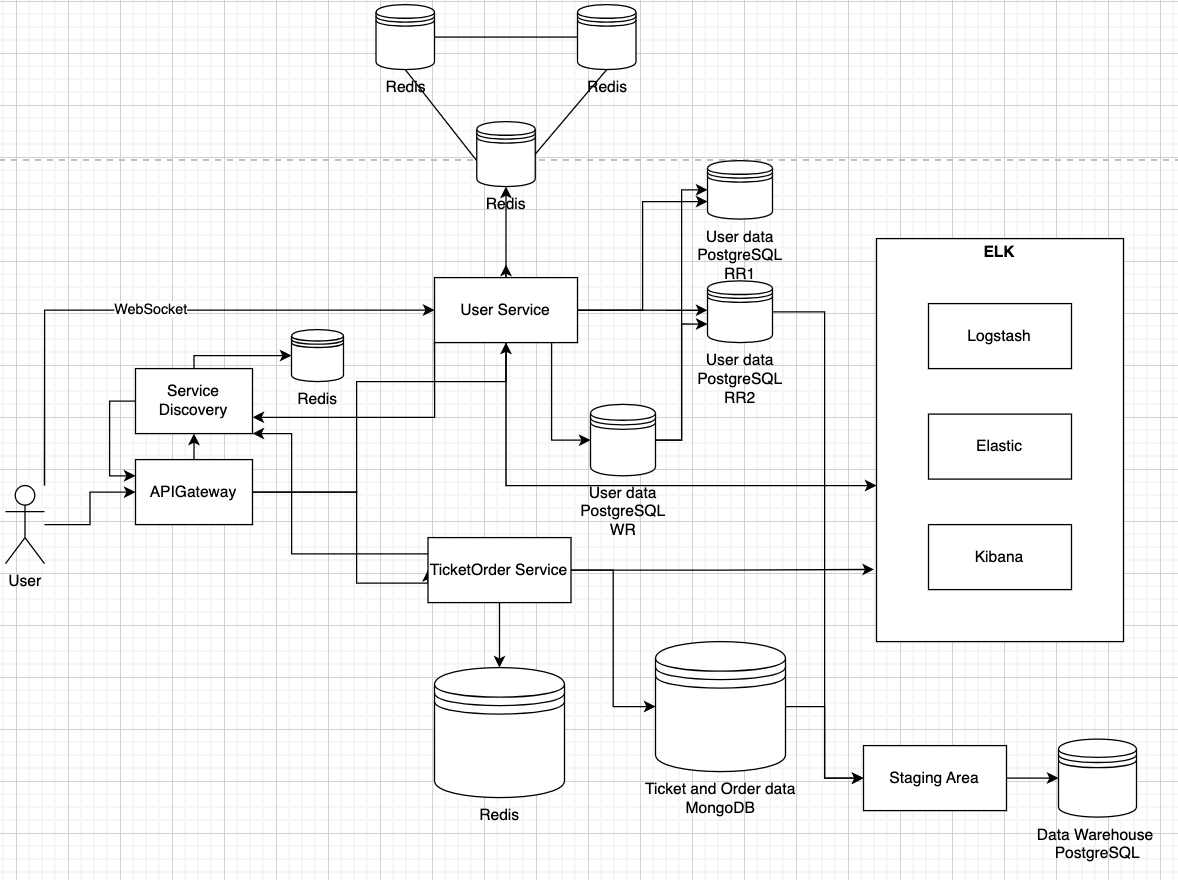 Redis
Redis
Redis
User data
PostgreSQL
RR1
ELK
WebSocket
User Service
Logstash
User data
PostgreSQL
RR2
Service
Discovery
Redis
Elastic
APIGateway
User data
PostgreSQL
WR
Kibana
User
TicketOrder Service
Ticket and Order data
MongoDB
Staging Area
Redis
Data Warehouse
PostgreSQL